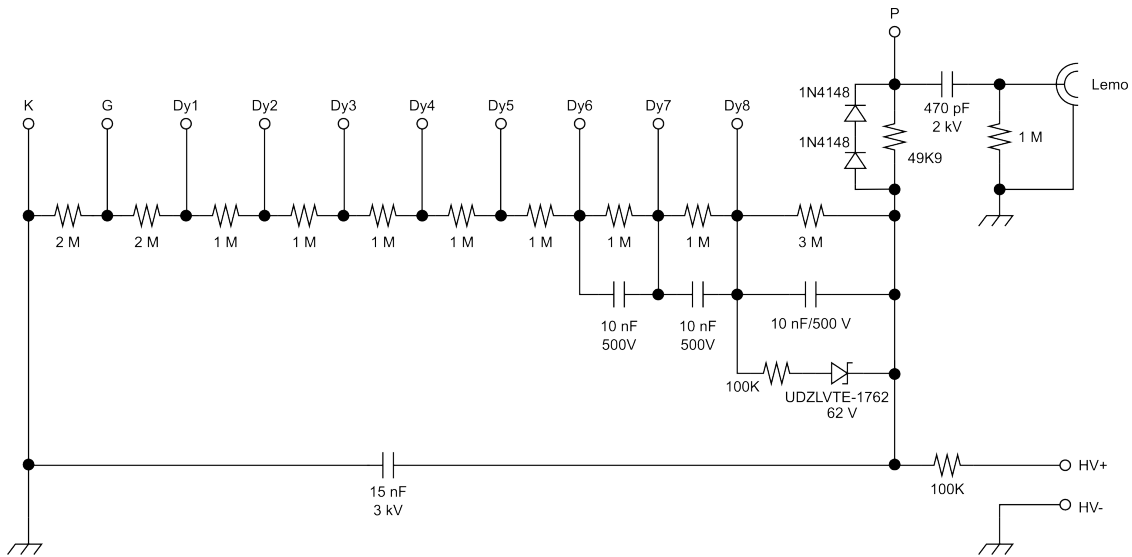 P
1N4148
Lemo
K
G
Dy1
Dy2
Dy3
Dy4
Dy5
Dy6
Dy7
Dy8
470 pF
2 kV
1N4148
49K9
1 M
2 M
2 M
1 M
1 M
1 M
1 M
1 M
1 M
1 M
3 M
10 nF
500V
10 nF
500V
10 nF/500 V
100K
UDZLVTE-1762
62 V
15 nF
3 kV
100K
HV+
HV-